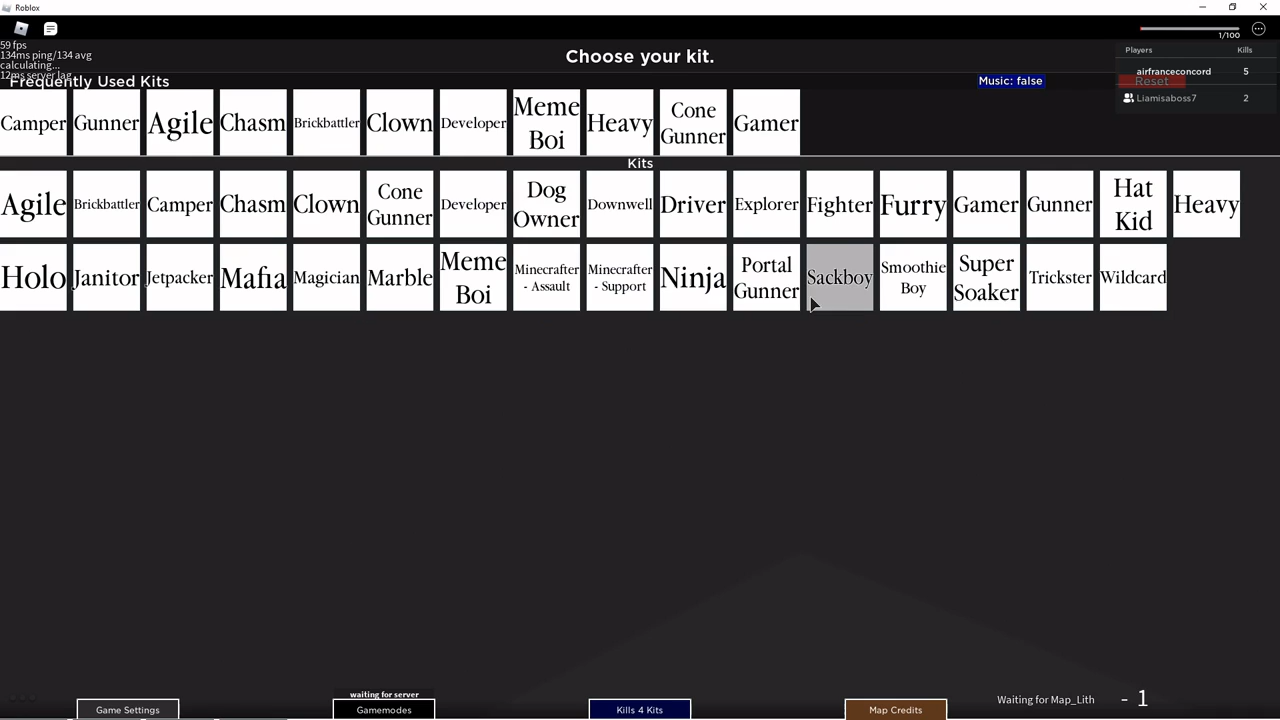 Roblox
1/100
59 fps
134ms ping/134 avg
calculating...
12ms server lag
Choose your kit.
Players Kills
airfranceconcord 5
Reset
Liamisaboss7 2
Frequently Used Kits
Music: false
Camper
Gunner
Agile
Chasm
Brickbattler
Clown
Developer
Meme
Boi
Heavy
Cone
Gunner
Gamer
Kits
Agile
Brickbattler
Camper
Chasm
Clown
Cone
Gunner
Developer
Dog
Owner
Downwell
Driver
Explorer
Fighter
Furry
Gamer
Gunner
Hat
Kid
Heavy
Holo
Janitor
Jetpacker
Mafia
Magician
Marble
Meme
Boi
Minecrafter
- Assault
Minecrafter
- Support
Ninja
Portal
Gunner
Sackboy
Smoothie
Boy
Super
Soaker
Trickster
Wildcard
Game Settings
waiting for server
Gamemodes
Kills 4 Kits
Map Credits
Waiting for Map_Lith
- 1